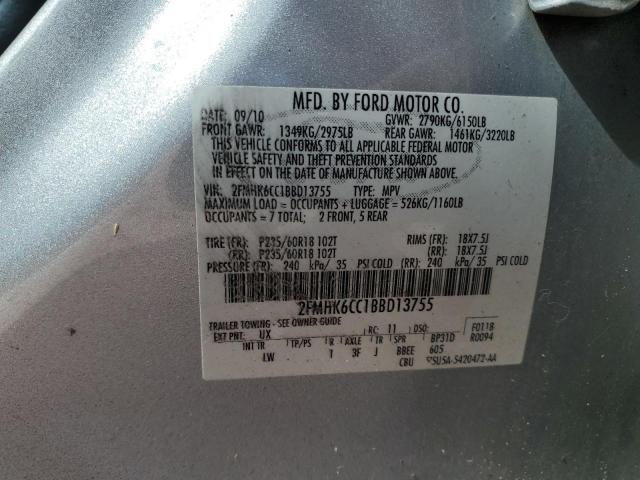 MFD. BY FORD MOTOR CO.
DATE: 09/10 GVWR: 2790KG/6150LB
FRONT GAWR: 1349KG/2975LB REAR GAWR: 1461KG/3220LB
THIS VEHICLE CONFORMS TO ALL APPLICABLE FEDERAL MOTOR
VEHICLE SAFETY AND THEFT PREVENTION STANDARDS
IN EFFECT ON THE DATE OF MANUFACTURE SHOWN ABOVE.
VIN: 2FMHK6CC1BBD13755 TYPE: MPV
MAXIMUM LOAD = OCCUPANTS + LUGGAGE = 526KG/1160LB
OCCUPANTS = 7 TOTAL; 2 FRONT, 5 REAR
TIRE (FR): P235/60R18 102T RIMS (FR): 18X7.5J
(RR): P235/60R18 102T (RR): 18X7.5J
PRESSURE (FR): 240 kPa/ 35 PSI COLD (RR): 240 kPa/ 35 PSI COLD
2FMHK6CC1BBD13755
TRAILER TOWING - SEE OWNER GUIDE
EXT PNT: UX RC: 11 DSO: F0118
INT TR TP/PS R AXLE TR SPR BP31D R0094
LW 1 3F J BBEE 605
CBU 5U5A-5420472-AA